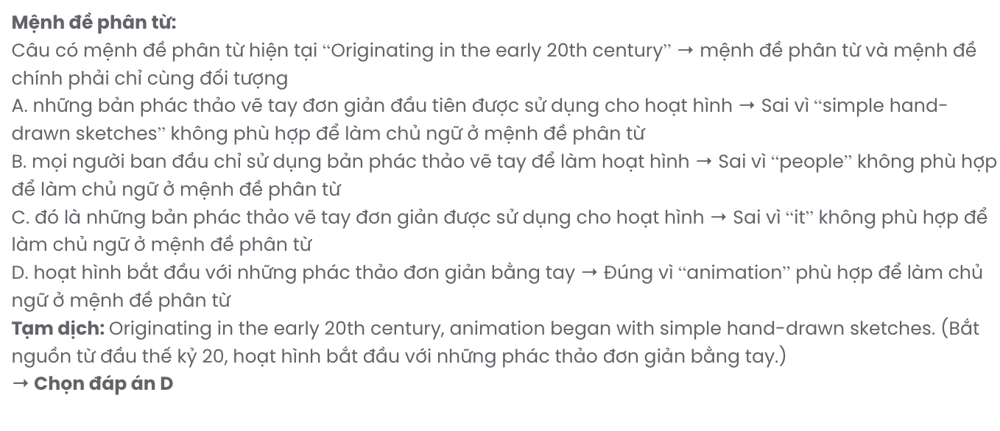 Mệnh đề phân từ:
Câu có mệnh đề phân từ hiện tại “Originating in the early 20th century” → mệnh đề phân từ và mệnh đề
chính phải chỉ cùng đối tượng
A. những bản phác thảo vẽ tay đơn giản đầu tiên được sử dụng cho hoạt hình → Sai vì “simple hand-
drawn sketches” không phù hợp để làm chủ ngữ ở mệnh đề phân từ
B. mọi người ban đầu chỉ sử dụng bản phác thảo vẽ tay để làm hoạt hình → Sai vì “people” không phù hợp
để làm chủ ngữ ở mệnh đề phân từ
C. đó là những bản phác thảo vẽ tay đơn giản được sử dụng cho hoạt hình → Sai vì “it” không phù hợp để
làm chủ ngữ ở mệnh đề phân từ
D. hoạt hình bắt đầu với những phác thảo đơn giản bằng tay → Đúng vì “animation” phù hợp để làm chủ
ngữ ở mệnh đề phân từ
Tạm dịch: Originating in the early 20th century, animation began with simple hand-drawn sketches. (Bắt
nguồn từ đầu thế kỷ 20, hoạt hình bắt đầu với những phác thảo đơn giản bằng tay.)
→ Chọn đáp án D